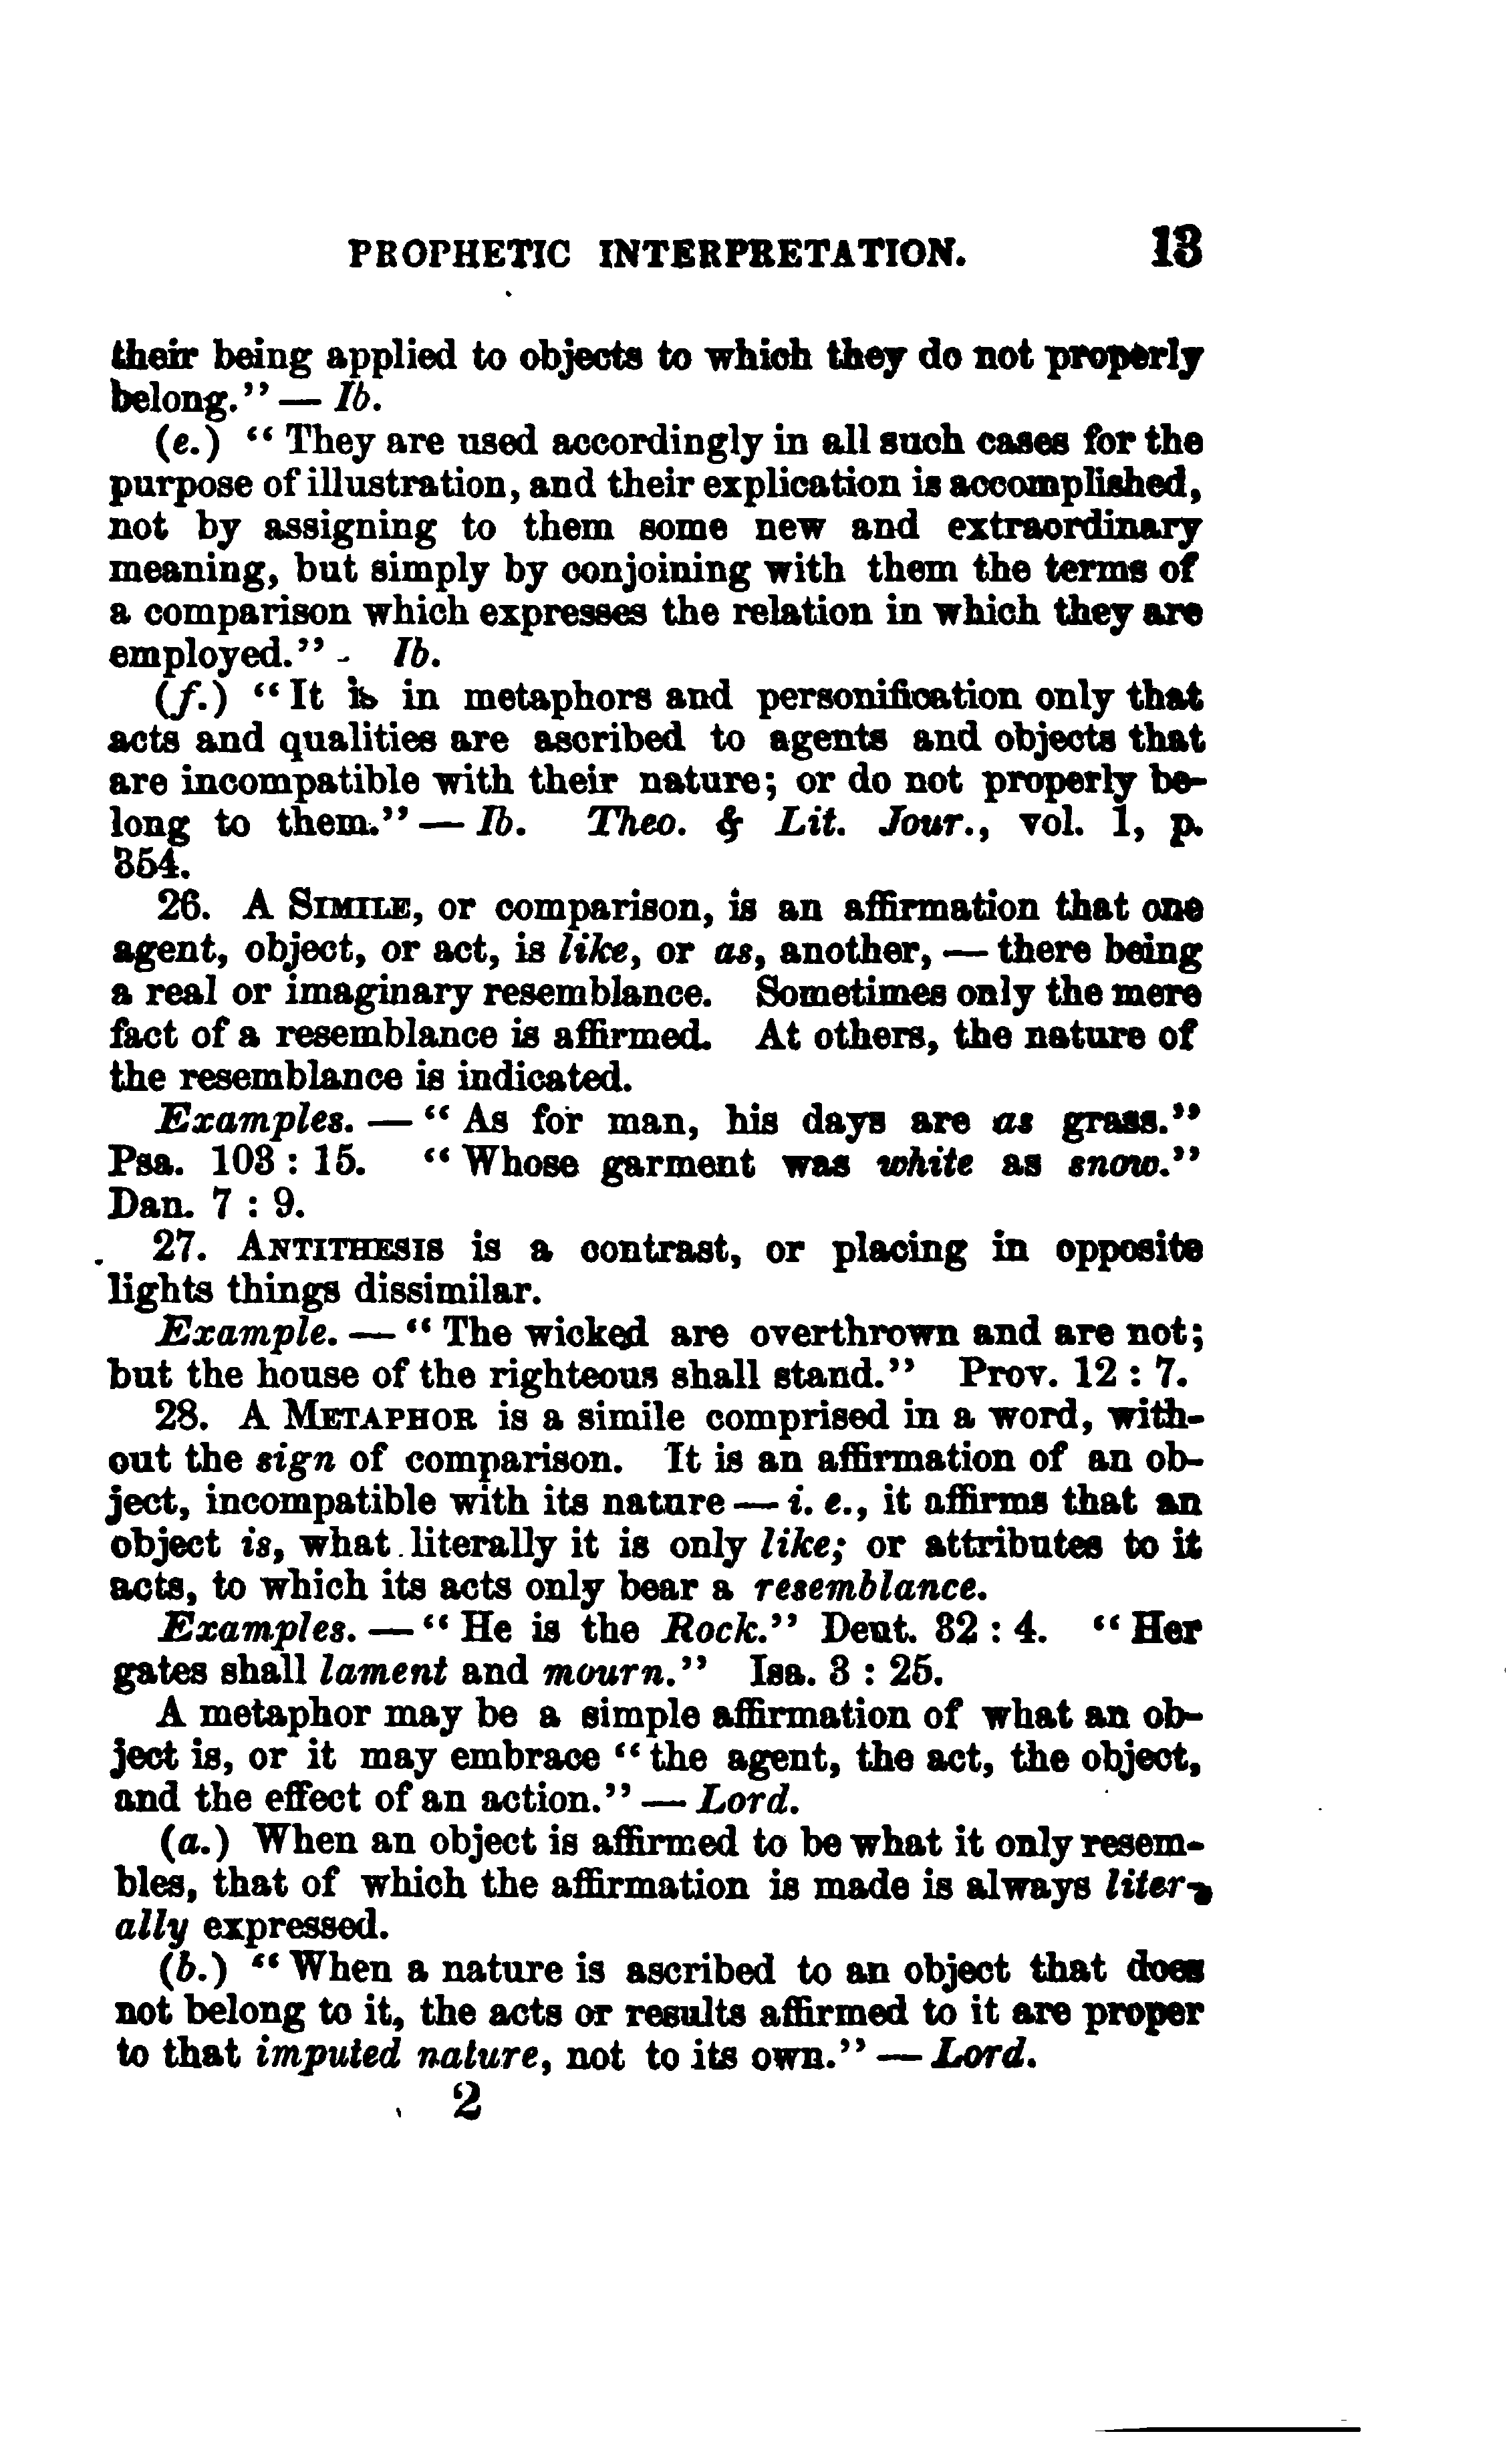 PROPHETIC INTERPRETATION. 13
their being applied to objects to which they do not properly
belong.” — Ib.
(e.) “ They are used accordingly in all such cases for the
purpose of illustration, and their explication is accomplished,
not by assigning to them some new and extraordinary
meaning, but simply by conjoining with them the terms of
a comparison which expresses the relation in which they are
employed.” - Ib.
(f.) “ It is in metaphors and personification only that
acts and qualities are ascribed to agents and objects that
are incompatible with their nature; or do not properly be-
long to them.” — Ib. Theo. & Lit. Jour., vol. 1, p.
354.
26. A SIMILE, or comparison, is an affirmation that one
agent, object, or act, is like, or as, another, — there being
a real or imaginary resemblance. Sometimes only the mere
fact of a resemblance is affirmed. At others, the nature of
the resemblance is indicated.
Examples. — “ As for man, his days are as grass.”
Psa. 103 : 15. “ Whose garment was white as snow.”
Dan. 7 : 9.
27. ANTITHESIS is a contrast, or placing in opposite
lights things dissimilar.
Example. — “ The wicked are overthrown and are not;
but the house of the righteous shall stand.” Prov. 12 : 7.
28. A METAPHOR is a simile comprised in a word, with-
out the sign of comparison. It is an affirmation of an ob-
ject, incompatible with its nature — i. e., it affirms that an
object is, what literally it is only like; or attributes to it
acts, to which its acts only bear a resemblance.
Examples. — “ He is the Rock.” Deut. 32 : 4. “ Her
gates shall lament and mourn.” Isa. 3 : 26.
A metaphor may be a simple affirmation of what an ob-
ject is, or it may embrace “ the agent, the act, the object,
and the effect of an action.” — Lord.
(a.) When an object is affirmed to be what it only resem-
bles, that of which the affirmation is made is always liter-
ally expressed.
(b.) “ When a nature is ascribed to an object that does
not belong to it, the acts or results affirmed to it are proper
to that imputed nature, not to its own.” — Lord.
2